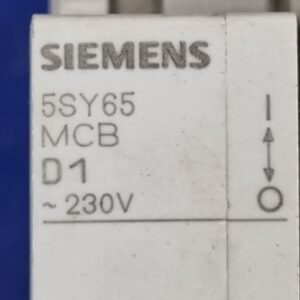 SIEMENS
5SY65
MCB
D1
~230V
I
O